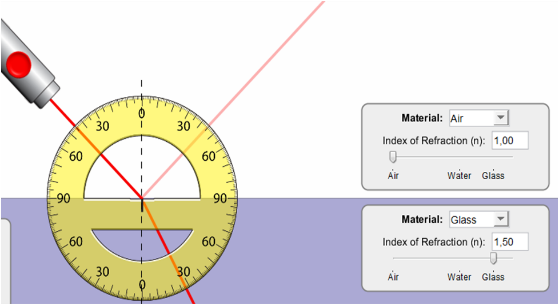 Material: Air
Index of Refraction (n): 1,00
Air Water Glass
Material: Glass
Index of Refraction (n): 1,50
Air Water Glass
0
30 30
60 60
90 90
60 60
30 30
0